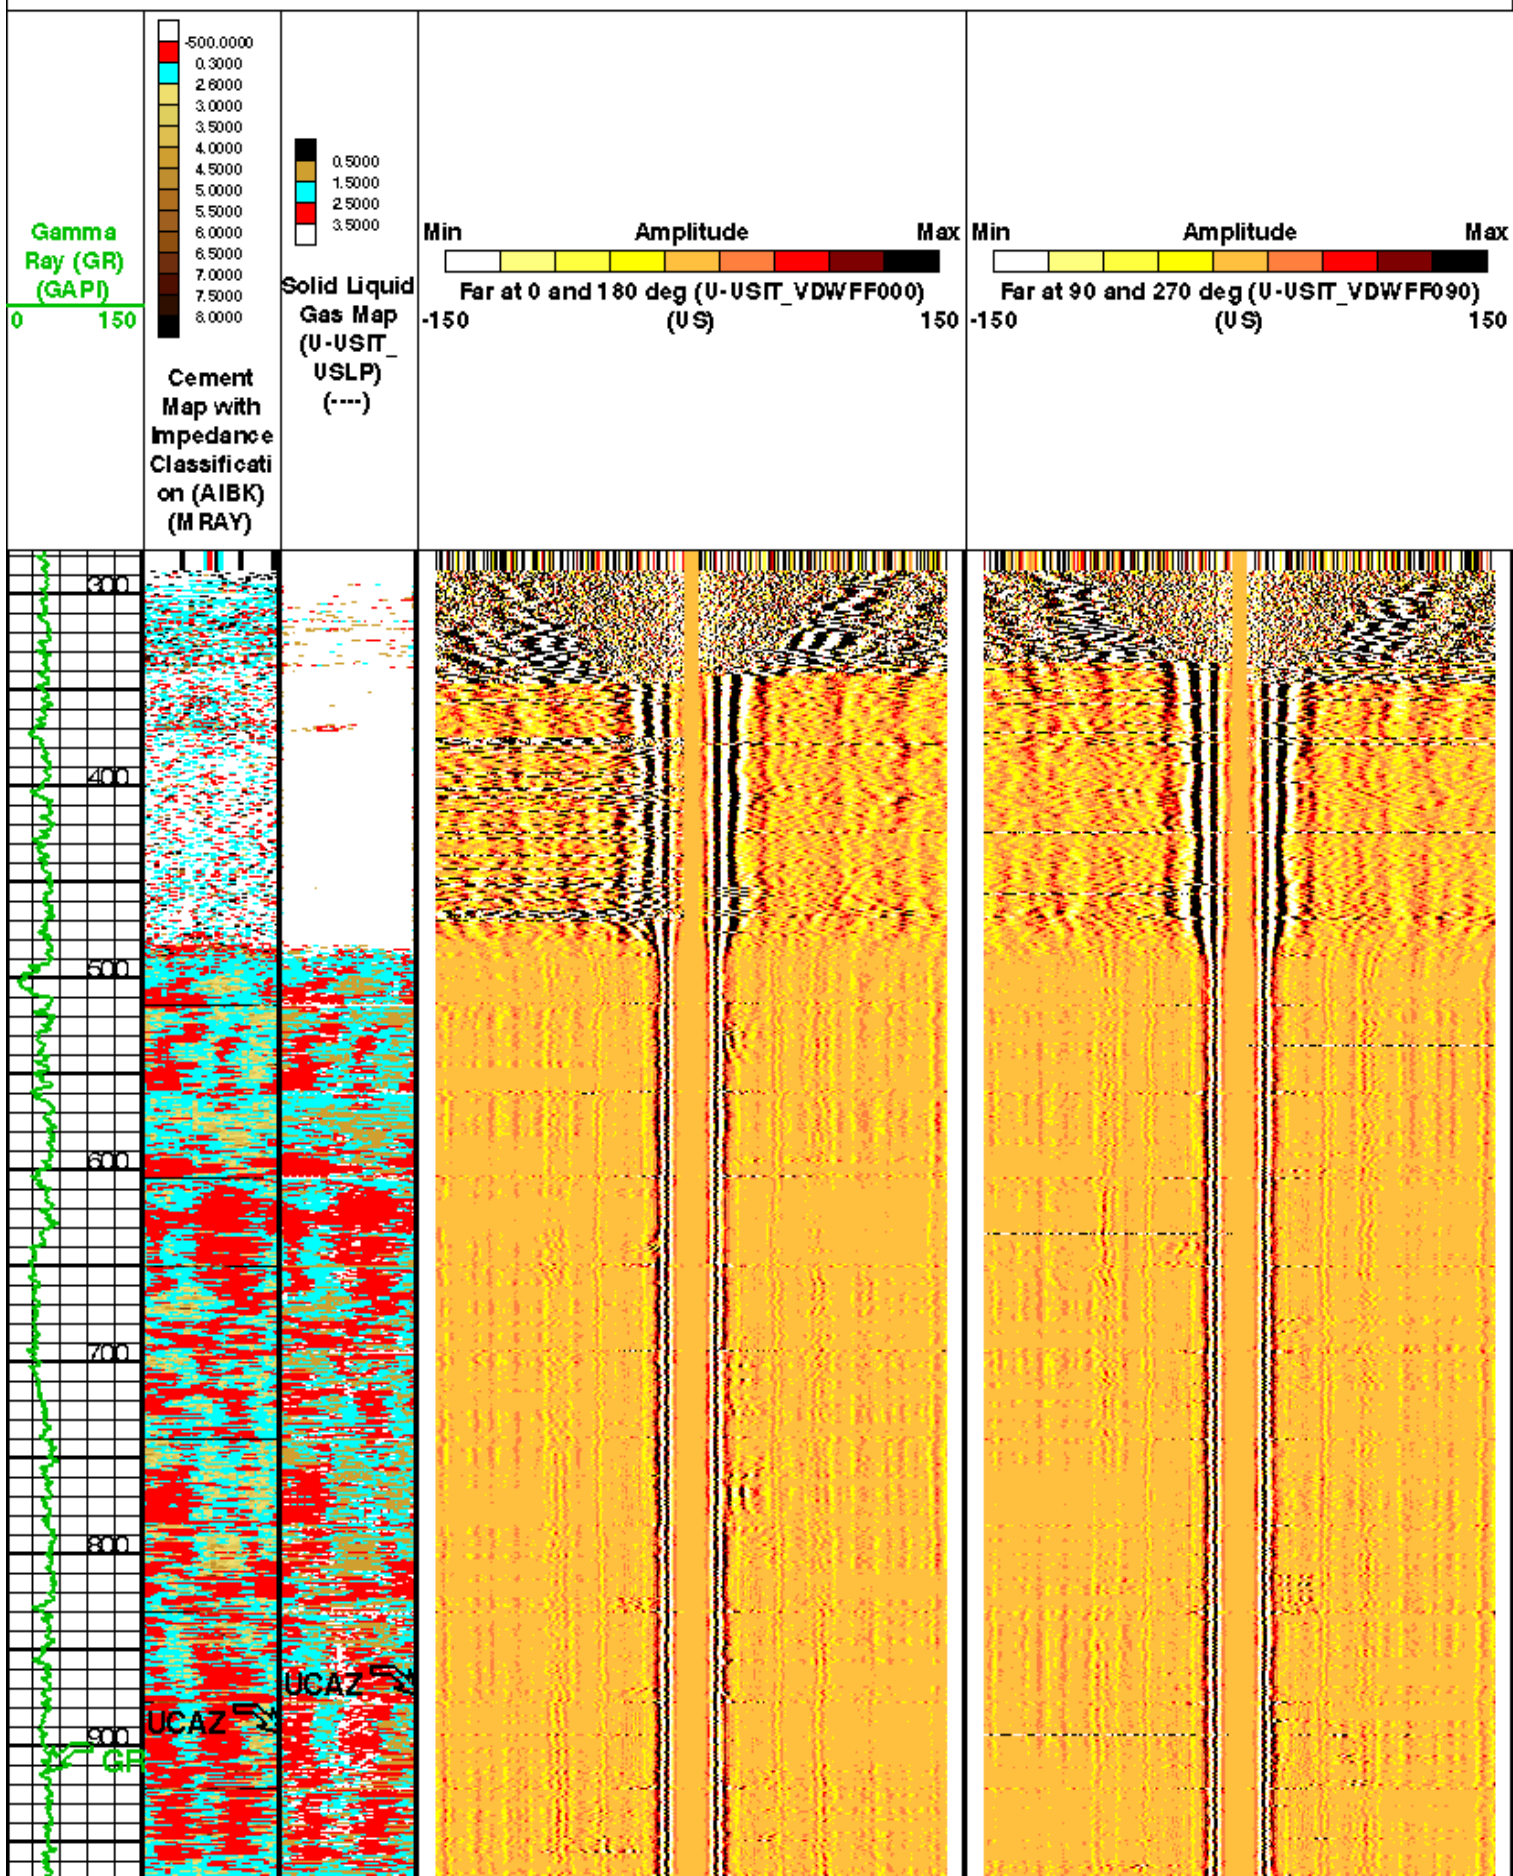 -500.0000
0.3000
2.6000
3.0000
3.5000
4.0000
4.5000
5.0000
5.5000
6.0000
6.5000
7.0000
7.5000
8.0000
Cement
Map with
Impedance
Classificati
on (AIBK)
(MRAY)
0.5000
1.5000
2.5000
3.5000
Solid Liquid
Gas Map
(U-USIT_
USLP)
(----)
Gamma
Ray (GR)
(GAPI)
0 150
Min Amplitude Max
Far at 0 and 180 deg (U-USIT_VDWFF000)
-150 (US) 150
Min Amplitude Max
Far at 90 and 270 deg (U-USIT_VDWFF090)
-150 (US) 150
300
400
500
600
700
800
UCAZ
UCAZ
900
GR